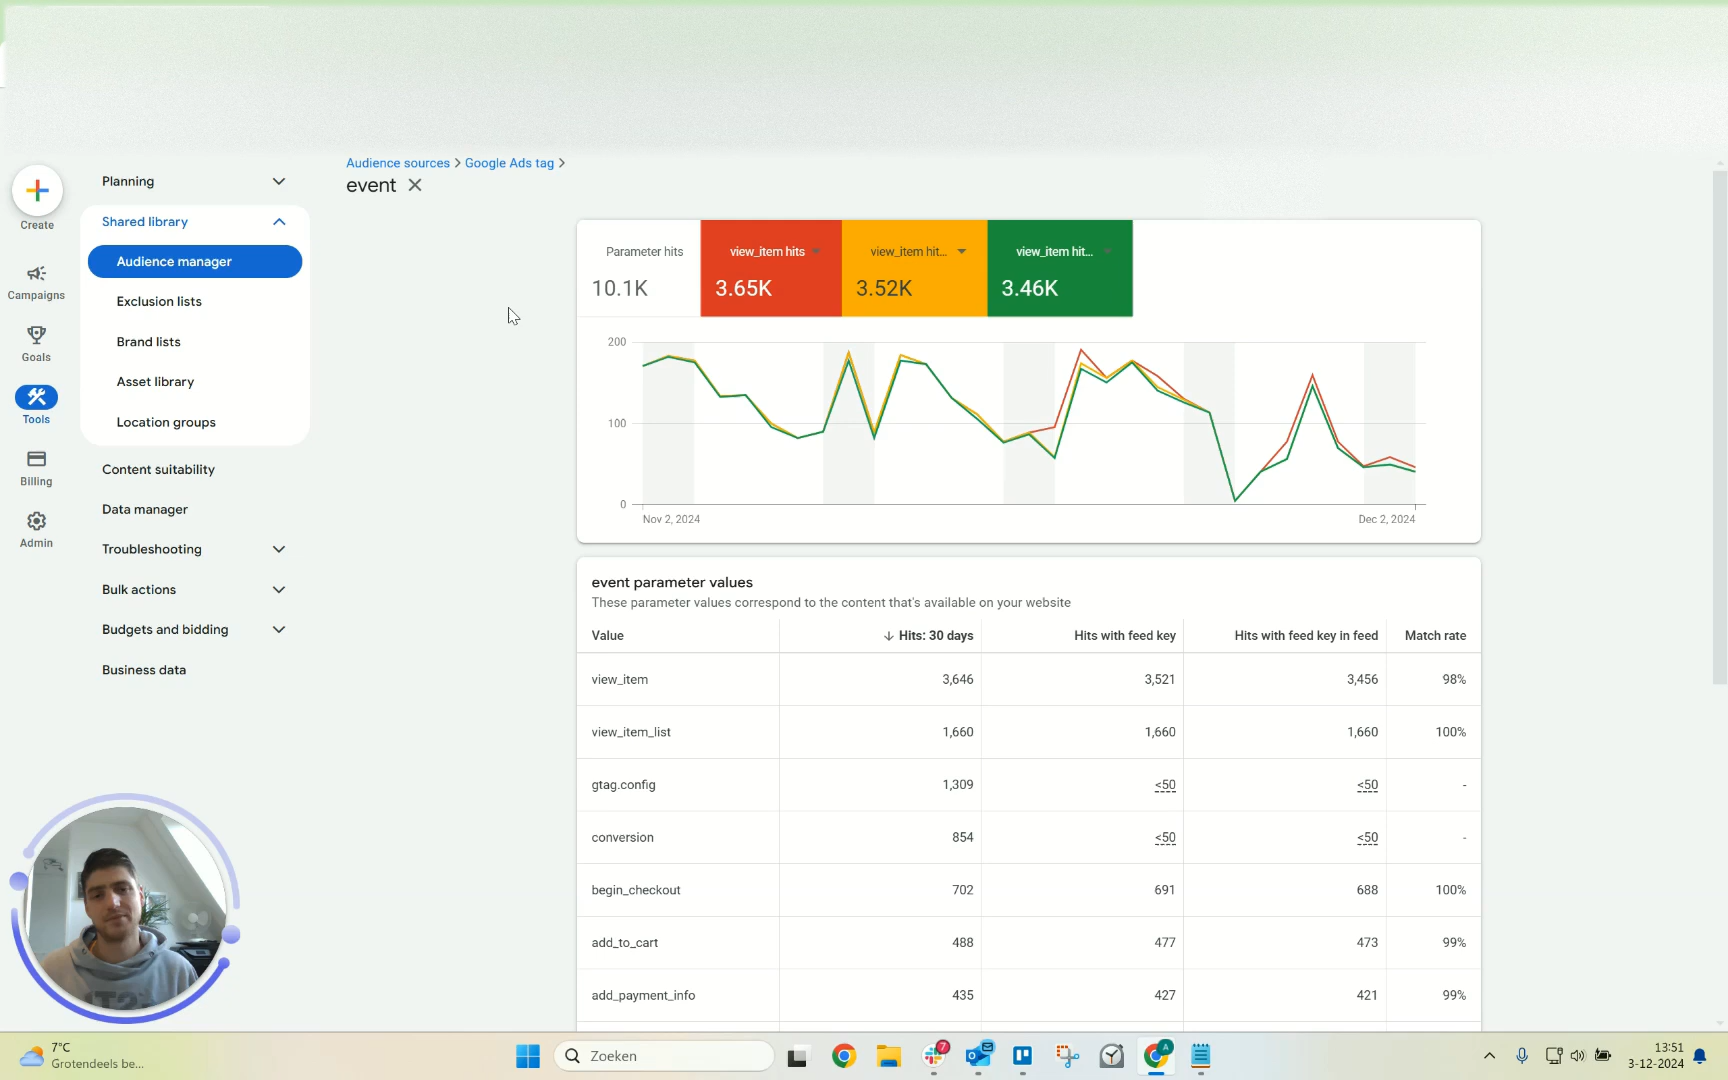 Audience sources > Google Ads tag >
event
Create
Campaigns
Goals
Tools
Billing
Admin
Planning
Shared library
Audience manager
Exclusion lists
Brand lists
Asset library
Location groups
Content suitability
Data manager
Troubleshooting
Bulk actions
Budgets and bidding
Business data
Parameter hits
10.1K
view_item hits
3.65K
view_item hit...
3.52K
view_item hit...
3.46K
200
100
0
Nov 2, 2024
Dec 2, 2024
event parameter values
These parameter values correspond to the content that's available on your website
Value Hits: 30 days Hits with feed key Hits with feed key in feed Match rate
view_item 3,646 3,521 3,456 98%
view_item_list 1,660 1,660 1,660 100%
gtag.config 1,309 <50 <50 -
conversion 854 <50 <50 -
begin_checkout 702 691 688 100%
add_to_cart 488 477 473 99%
add_payment_info 435 427 421 99%
7°C
Grotendeels be...
Zoeken
7
A
13:51
3-12-2024